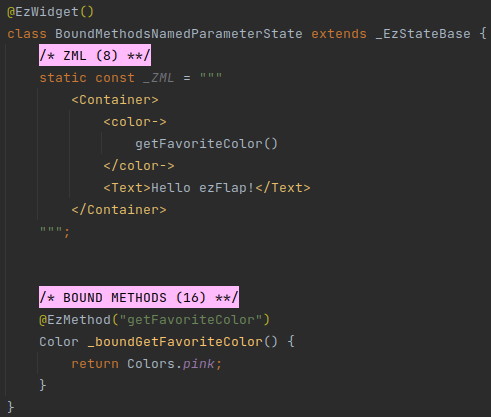 @EzWidget()
class BoundMethodsNamedParameterState extends _EzStateBase {
    /* ZML (8) **/
    static const _ZML = """
        <Container>
            <color->
                getFavoriteColor()
            </color->
            <Text>Hello ezFlap!</Text>
        </Container>
    """;
    /* BOUND METHODS (16) **/
    @EzMethod("getFavoriteColor")
    Color _boundGetFavoriteColor() {
        return Colors.pink;
    }
}